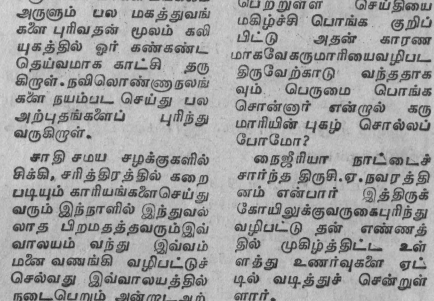 அருளும் பல மகத்துவங்
களை புரிவதன் மூலம் கலி
யுகத்தில் ஓர் கண்கண்ட
தெய்வமாக காட்சி தரு
கிறாள். நவிலொண்ணாநலங்
களை நயம்பட செய்து பல
அற்புதங்களைப் புரிந்து
வருகிறாள்.
சாதி சமய சழக்குகளில்
சிக்கி, சரித்திரத்தில் கறை
படியும் காரியங்களைசெய்து
வரும் இந்நாளில் இந்துவல்
லாத பிறமதத்தவரும்இவ்
வாலயம் வந்து இவ்வம்
மனை வணங்கி வழிபட்டுச்
செல்வது இவ்வாலயத்தில்
நடைபெறும் அன்றாடஅற்
பெற்றுள்ள செய்தியை
மகிழ்ச்சி பொங்க குறிப்
பிட்டு அதன் காரண
மாகவேகருமாரியைவழிபட
திருவேற்காடு வந்ததாக
வும் பெருமை பொங்க
சொன்னார் என்றால் கரு
மாரியின் புகழ் சொல்லப்
போமோ?
நைஜீரியா நாட்டைச்
சார்ந்த திருசி.ஏ.நவரத்தி
னம் என்பார் இத்திருக்
கோயிலுக்குவருகைபுரிந்து
வழிபட்டு தன் எண்ணத்
தில் முகிழ்த்திட்ட உள்
ளத்து உணர்வுகளை ஏட்
டில் வடித்துச் சென்றுள்
ளார்.